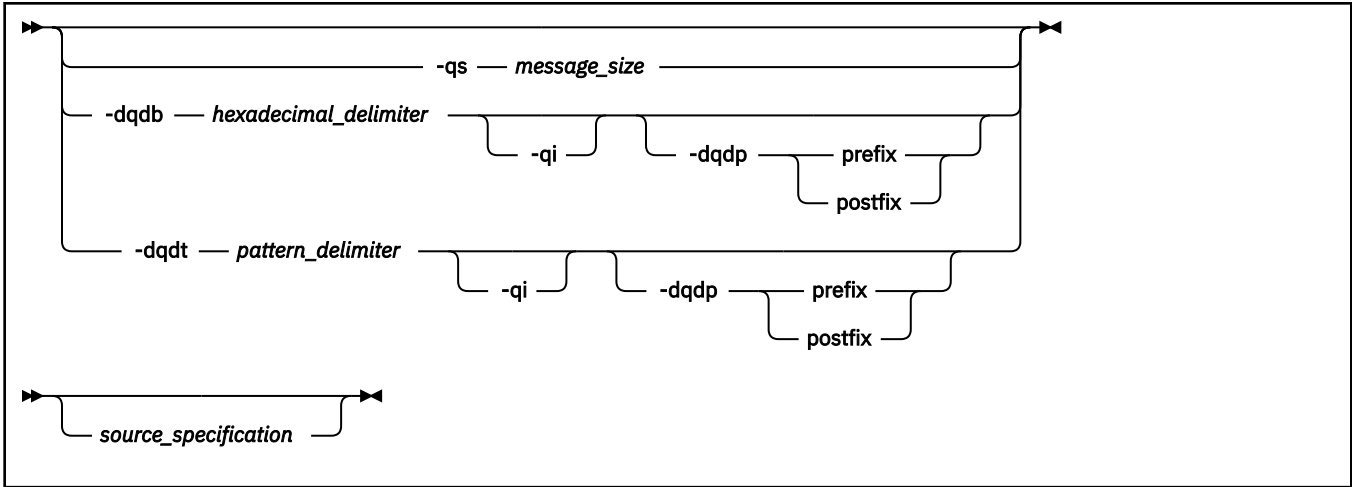 -qs message_size
-dqdb hexadecimal_delimiter
-qi -dqdp prefix
postfix
-dqdt pattern_delimiter
-qi -dqdp prefix
postfix
source_specification